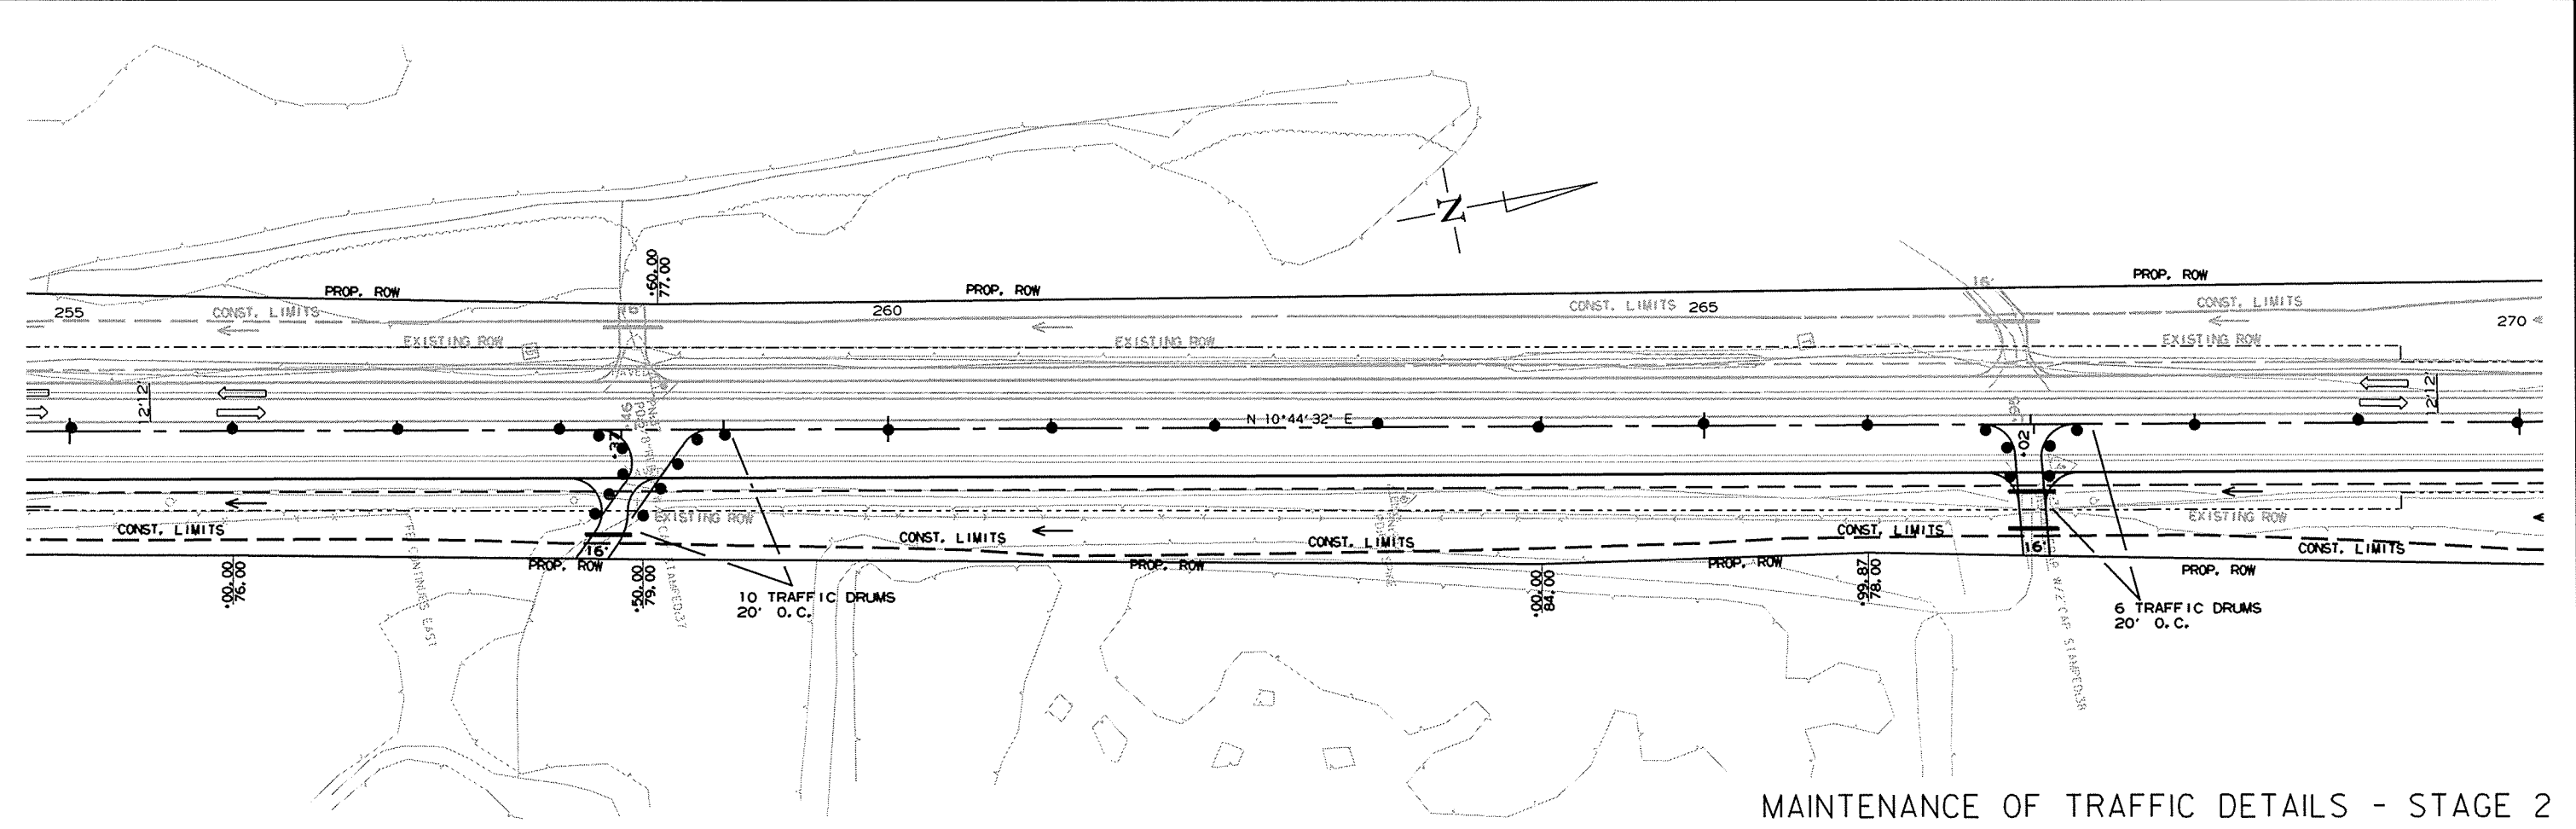 N
.60.00
77.00
PROP. ROW
PROP. ROW
PROP. ROW
16'
255
CONST. LIMITS
260
CONST. LIMITS
265
CONST. LIMITS
270
EXISTING ROW
EXISTING ROW
EXISTING ROW
12'12'
12'12'
N 10°44'32" E
.37
.02
EXISTING ROW
EXISTING ROW
CONST. LIMITS
CONST. LIMITS
CONST. LIMITS
CONST. LIMITS
CONST. LIMITS
16'
16'
PROP. ROW
PROP. ROW
PROP. ROW
PROP. ROW
.00.00
76.00
.50.00
79.00
.00.00
84.00
.99.87
78.00
10 TRAFFIC DRUMS
20' O.C.
6 TRAFFIC DRUMS
20' O.C.
MAINTENANCE OF TRAFFIC DETAILS - STAGE 2